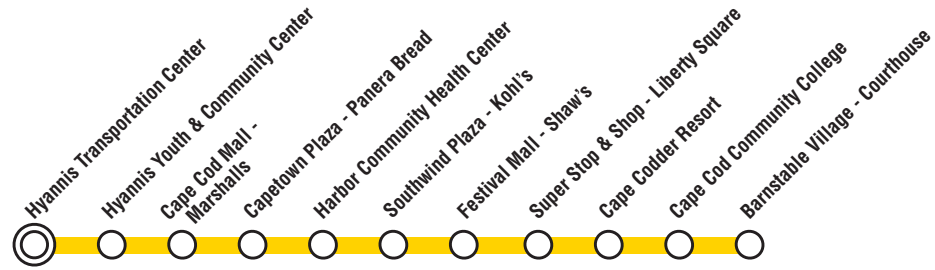 Hyannis Transportation Center
Hyannis Youth & Community Center
Cape Cod Mall -
Marshalls
Capetown Plaza - Panera Bread
Harbor Community Health Center
Southwind Plaza - Kohl's
Festival Mall - Shaw's
Super Stop & Shop - Liberty Square
Cape Codder Resort
Cape Cod Community College
Barnstable Village - Courthouse